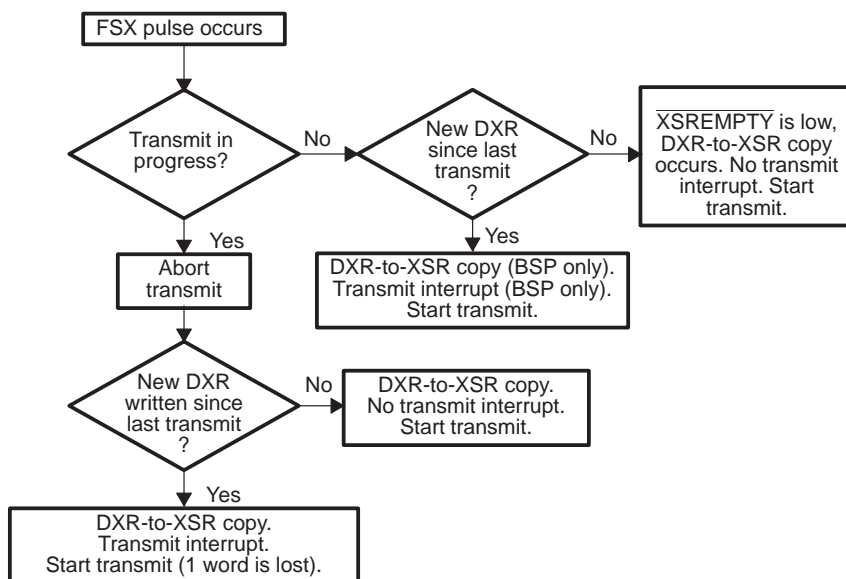 FSX pulse occurs
Transmit in
progress?
No
New DXR
since last
transmit
?
No
XSREMPTY is low,
DXR-to-XSR copy
occurs. No transmit
interrupt. Start
transmit.
Yes
DXR-to-XSR copy (BSP only).
Transmit interrupt (BSP only).
Start transmit.
Yes
Abort
transmit
New DXR
written since
last transmit
?
No
DXR-to-XSR copy.
No transmit interrupt.
Start transmit.
Yes
DXR-to-XSR copy.
Transmit interrupt.
Start transmit (1 word is lost).